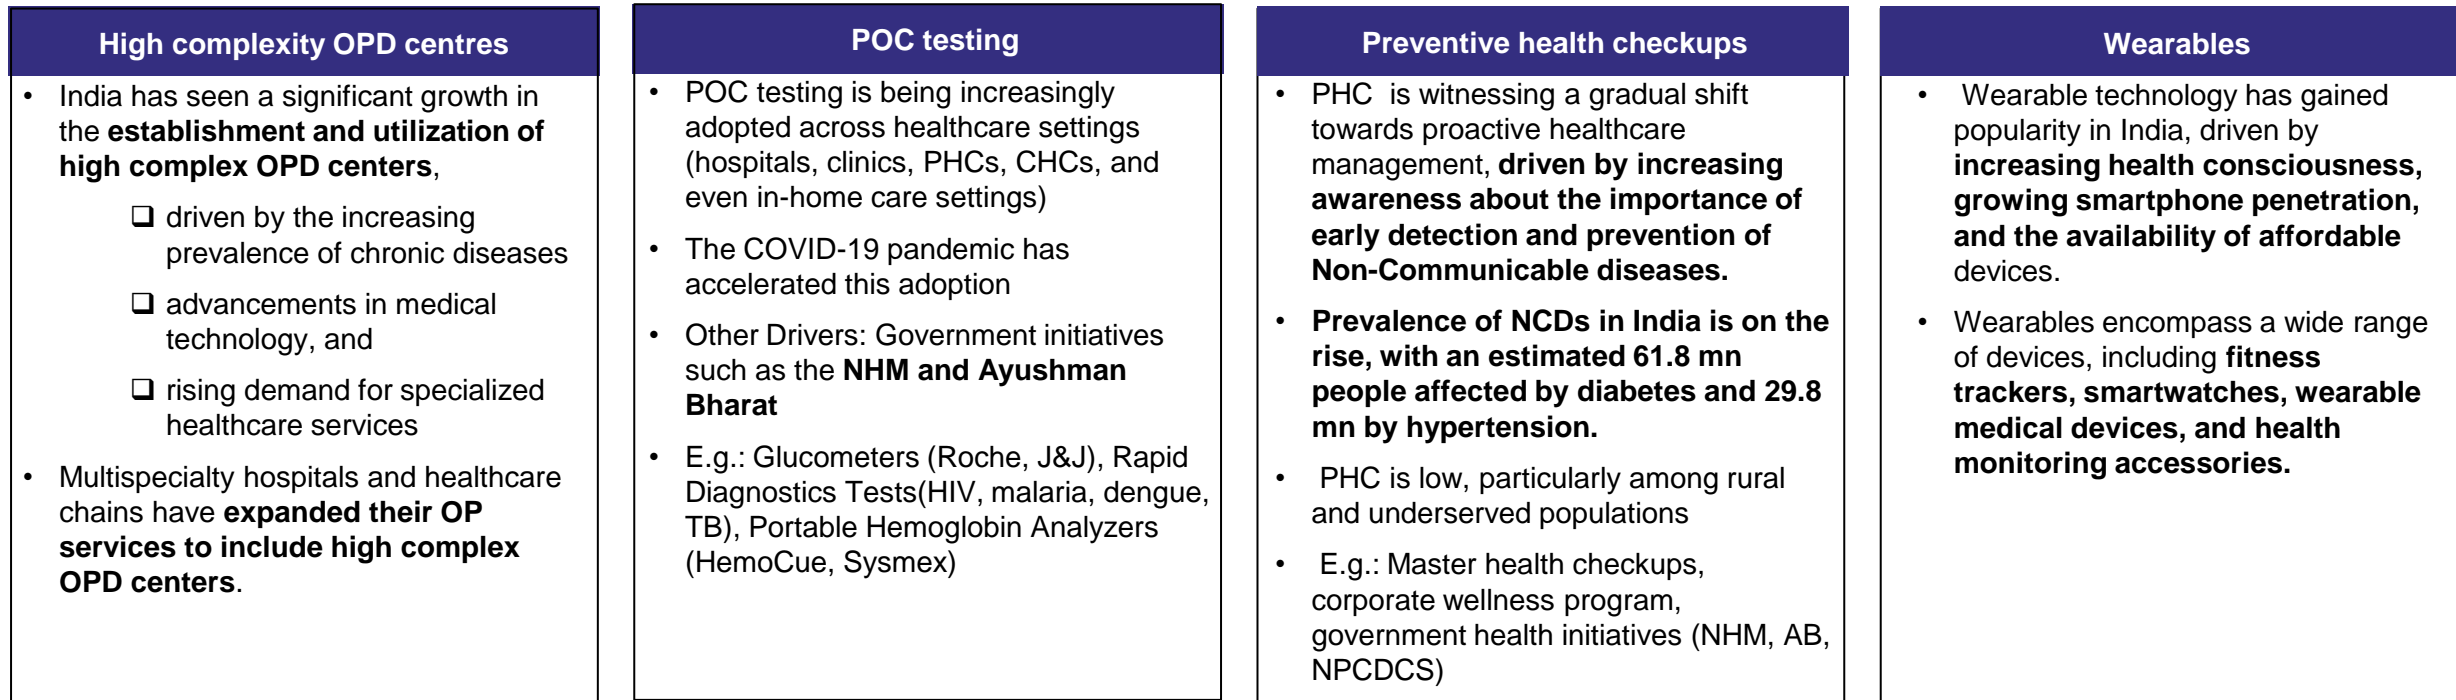 High complexity OPD centres
• India has seen a significant growth in
the establishment and utilization of
high complex OPD centers,
❑ driven by the increasing
prevalence of chronic diseases
❑ advancements in medical
technology, and
❑ rising demand for specialized
healthcare services
• Multispecialty hospitals and healthcare
chains have expanded their OP
services to include high complex
OPD centers.
POC testing
• POC testing is being increasingly
adopted across healthcare settings
(hospitals, clinics, PHCs, CHCs, and
even in-home care settings)
• The COVID-19 pandemic has
accelerated this adoption
• Other Drivers: Government initiatives
such as the NHM and Ayushman
Bharat
• E.g.: Glucometers (Roche, J&J), Rapid
Diagnostics Tests(HIV, malaria, dengue,
TB), Portable Hemoglobin Analyzers
(HemoCue, Sysmex)
Preventive health checkups
• PHC is witnessing a gradual shift
towards proactive healthcare
management, driven by increasing
awareness about the importance of
early detection and prevention of
Non-Communicable diseases.
• Prevalence of NCDs in India is on the
rise, with an estimated 61.8 mn
people affected by diabetes and 29.8
mn by hypertension.
• PHC is low, particularly among rural
and underserved populations
• E.g.: Master health checkups,
corporate wellness program,
government health initiatives (NHM, AB,
NPCDCS)
Wearables
• Wearable technology has gained
popularity in India, driven by
increasing health consciousness,
growing smartphone penetration,
and the availability of affordable
devices.
• Wearables encompass a wide range
of devices, including fitness
trackers, smartwatches, wearable
medical devices, and health
monitoring accessories.